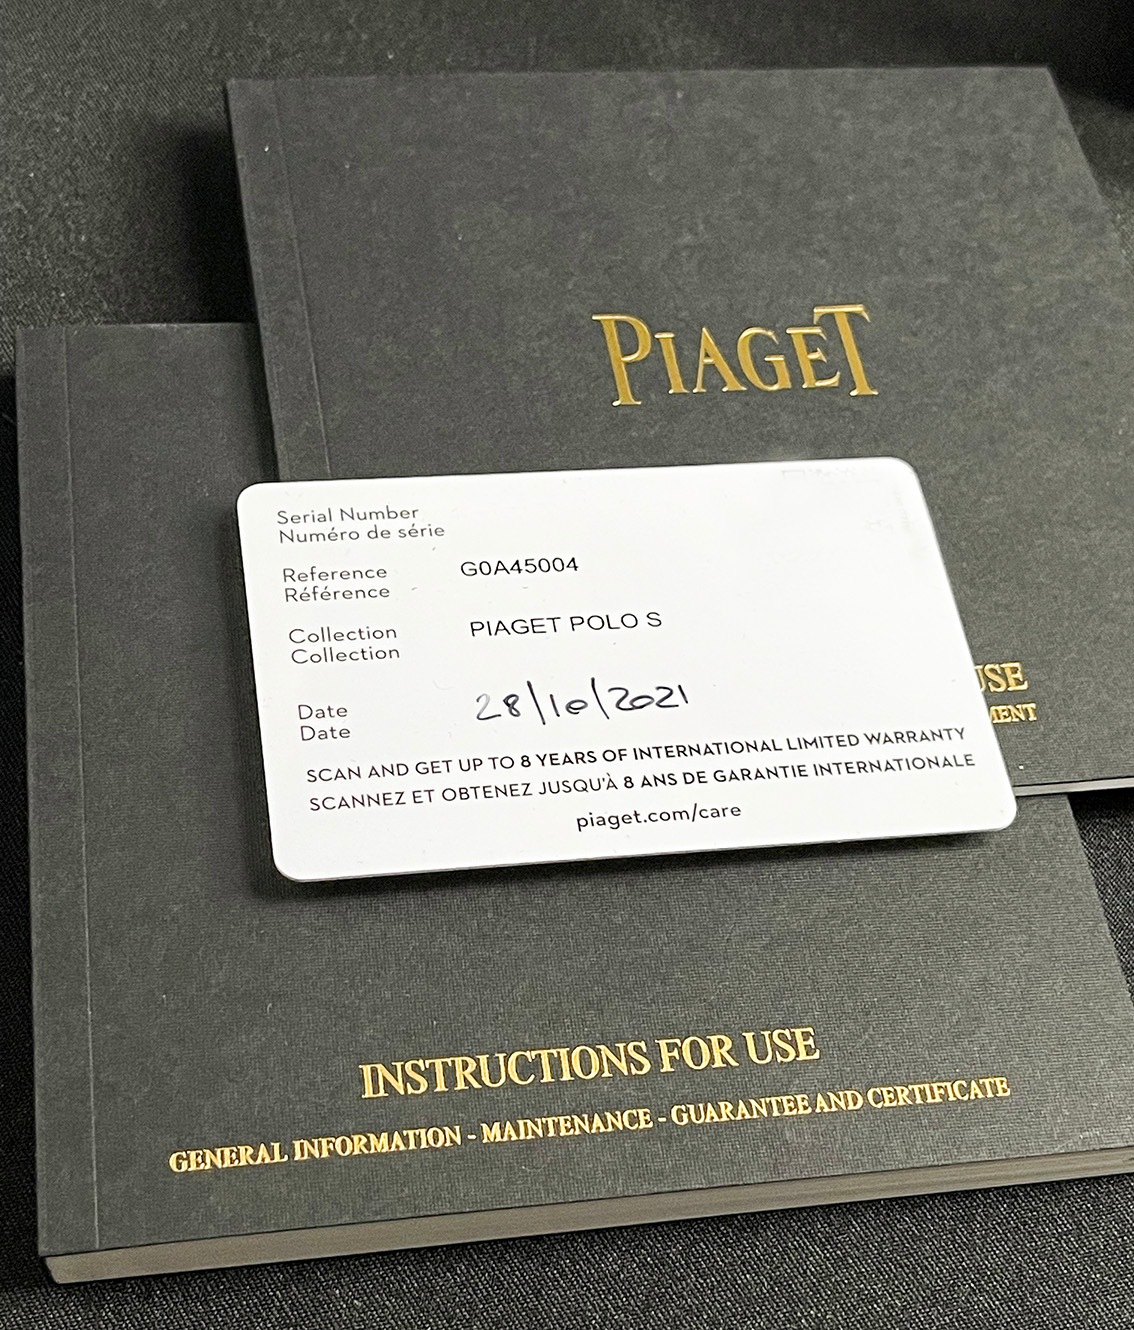 PIAGET
Serial Number
Numéro de série
Reference G0A45004
Référence
Collection PIAGET POLO S
Collection
Date 28/10/2021
Date
SCAN AND GET UP TO 8 YEARS OF INTERNATIONAL LIMITED WARRANTY
SCANNEZ ET OBTENEZ JUSQU'À 8 ANS DE GARANTIE INTERNATIONALE
piaget.com/care
USE
MENT
INSTRUCTIONS FOR USE
GENERAL INFORMATION - MAINTENANCE - GUARANTEE AND CERTIFICATE